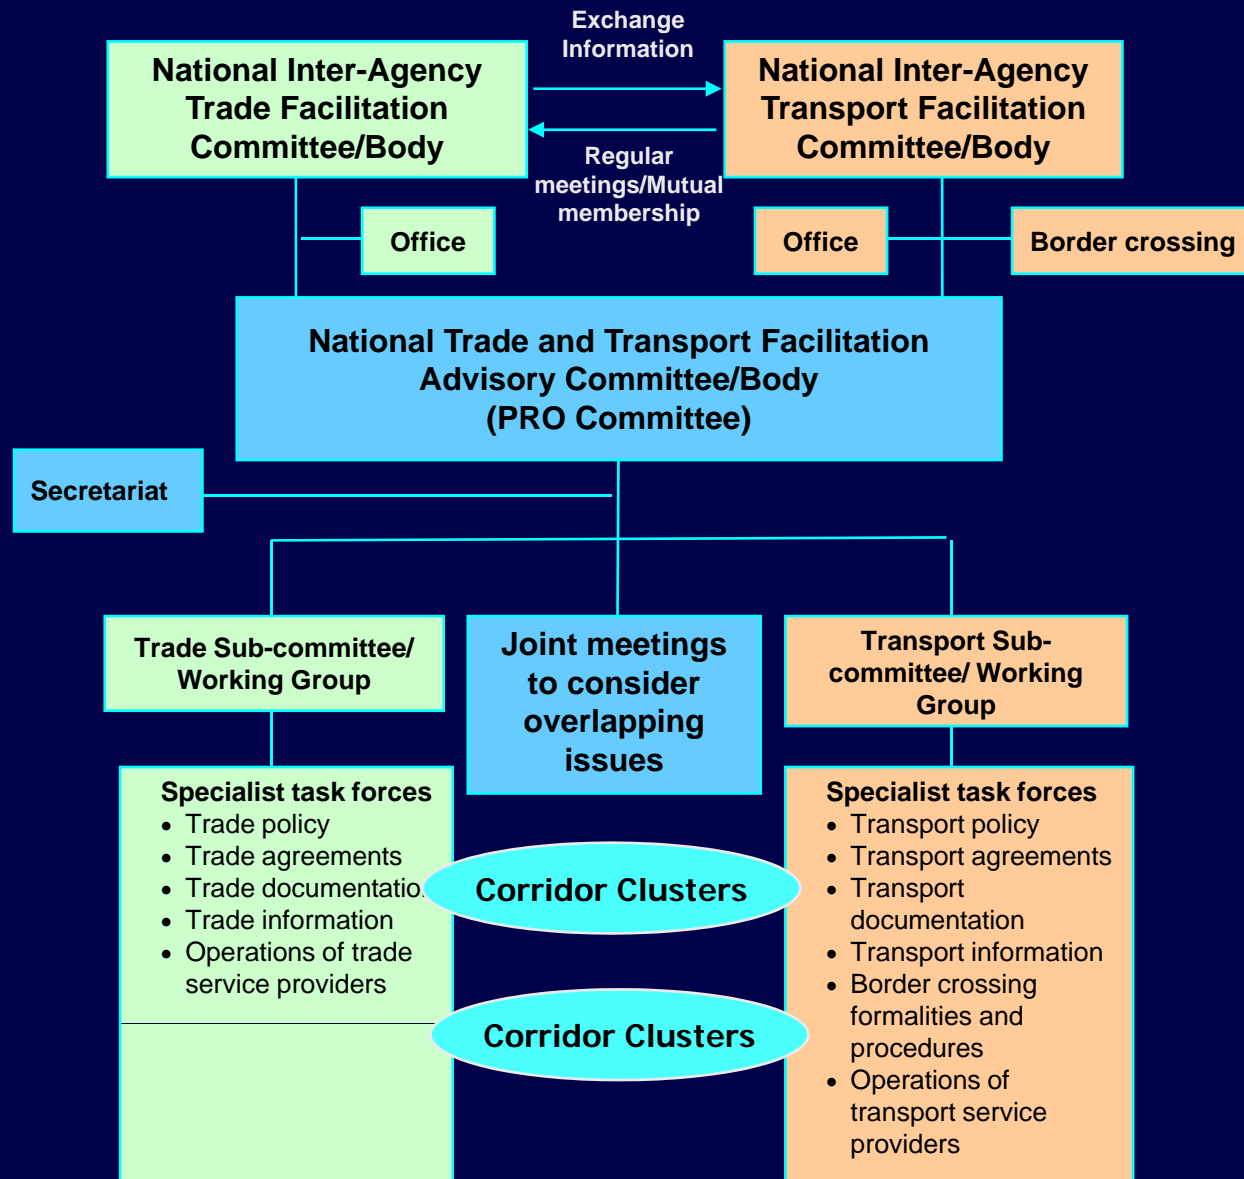 Exchange
Information
National Inter-Agency
Trade Facilitation
Committee/Body
National Inter-Agency
Transport Facilitation
Committee/Body
Regular
meetings/Mutual
membership
Office
Office
Border crossing
National Trade and Transport Facilitation
Advisory Committee/Body
(PRO Committee)
Secretariat
Trade Sub-committee/
Working Group
Joint meetings
to consider
overlapping
issues
Transport Sub-
committee/ Working
Group
Specialist task forces
• Trade policy
• Trade agreements
• Trade documentation
• Trade information
• Operations of trade
service providers
Corridor Clusters
Corridor Clusters
Specialist task forces
• Transport policy
• Transport agreements
• Transport
documentation
• Transport information
• Border crossing
formalities and
procedures
• Operations of
transport service
providers